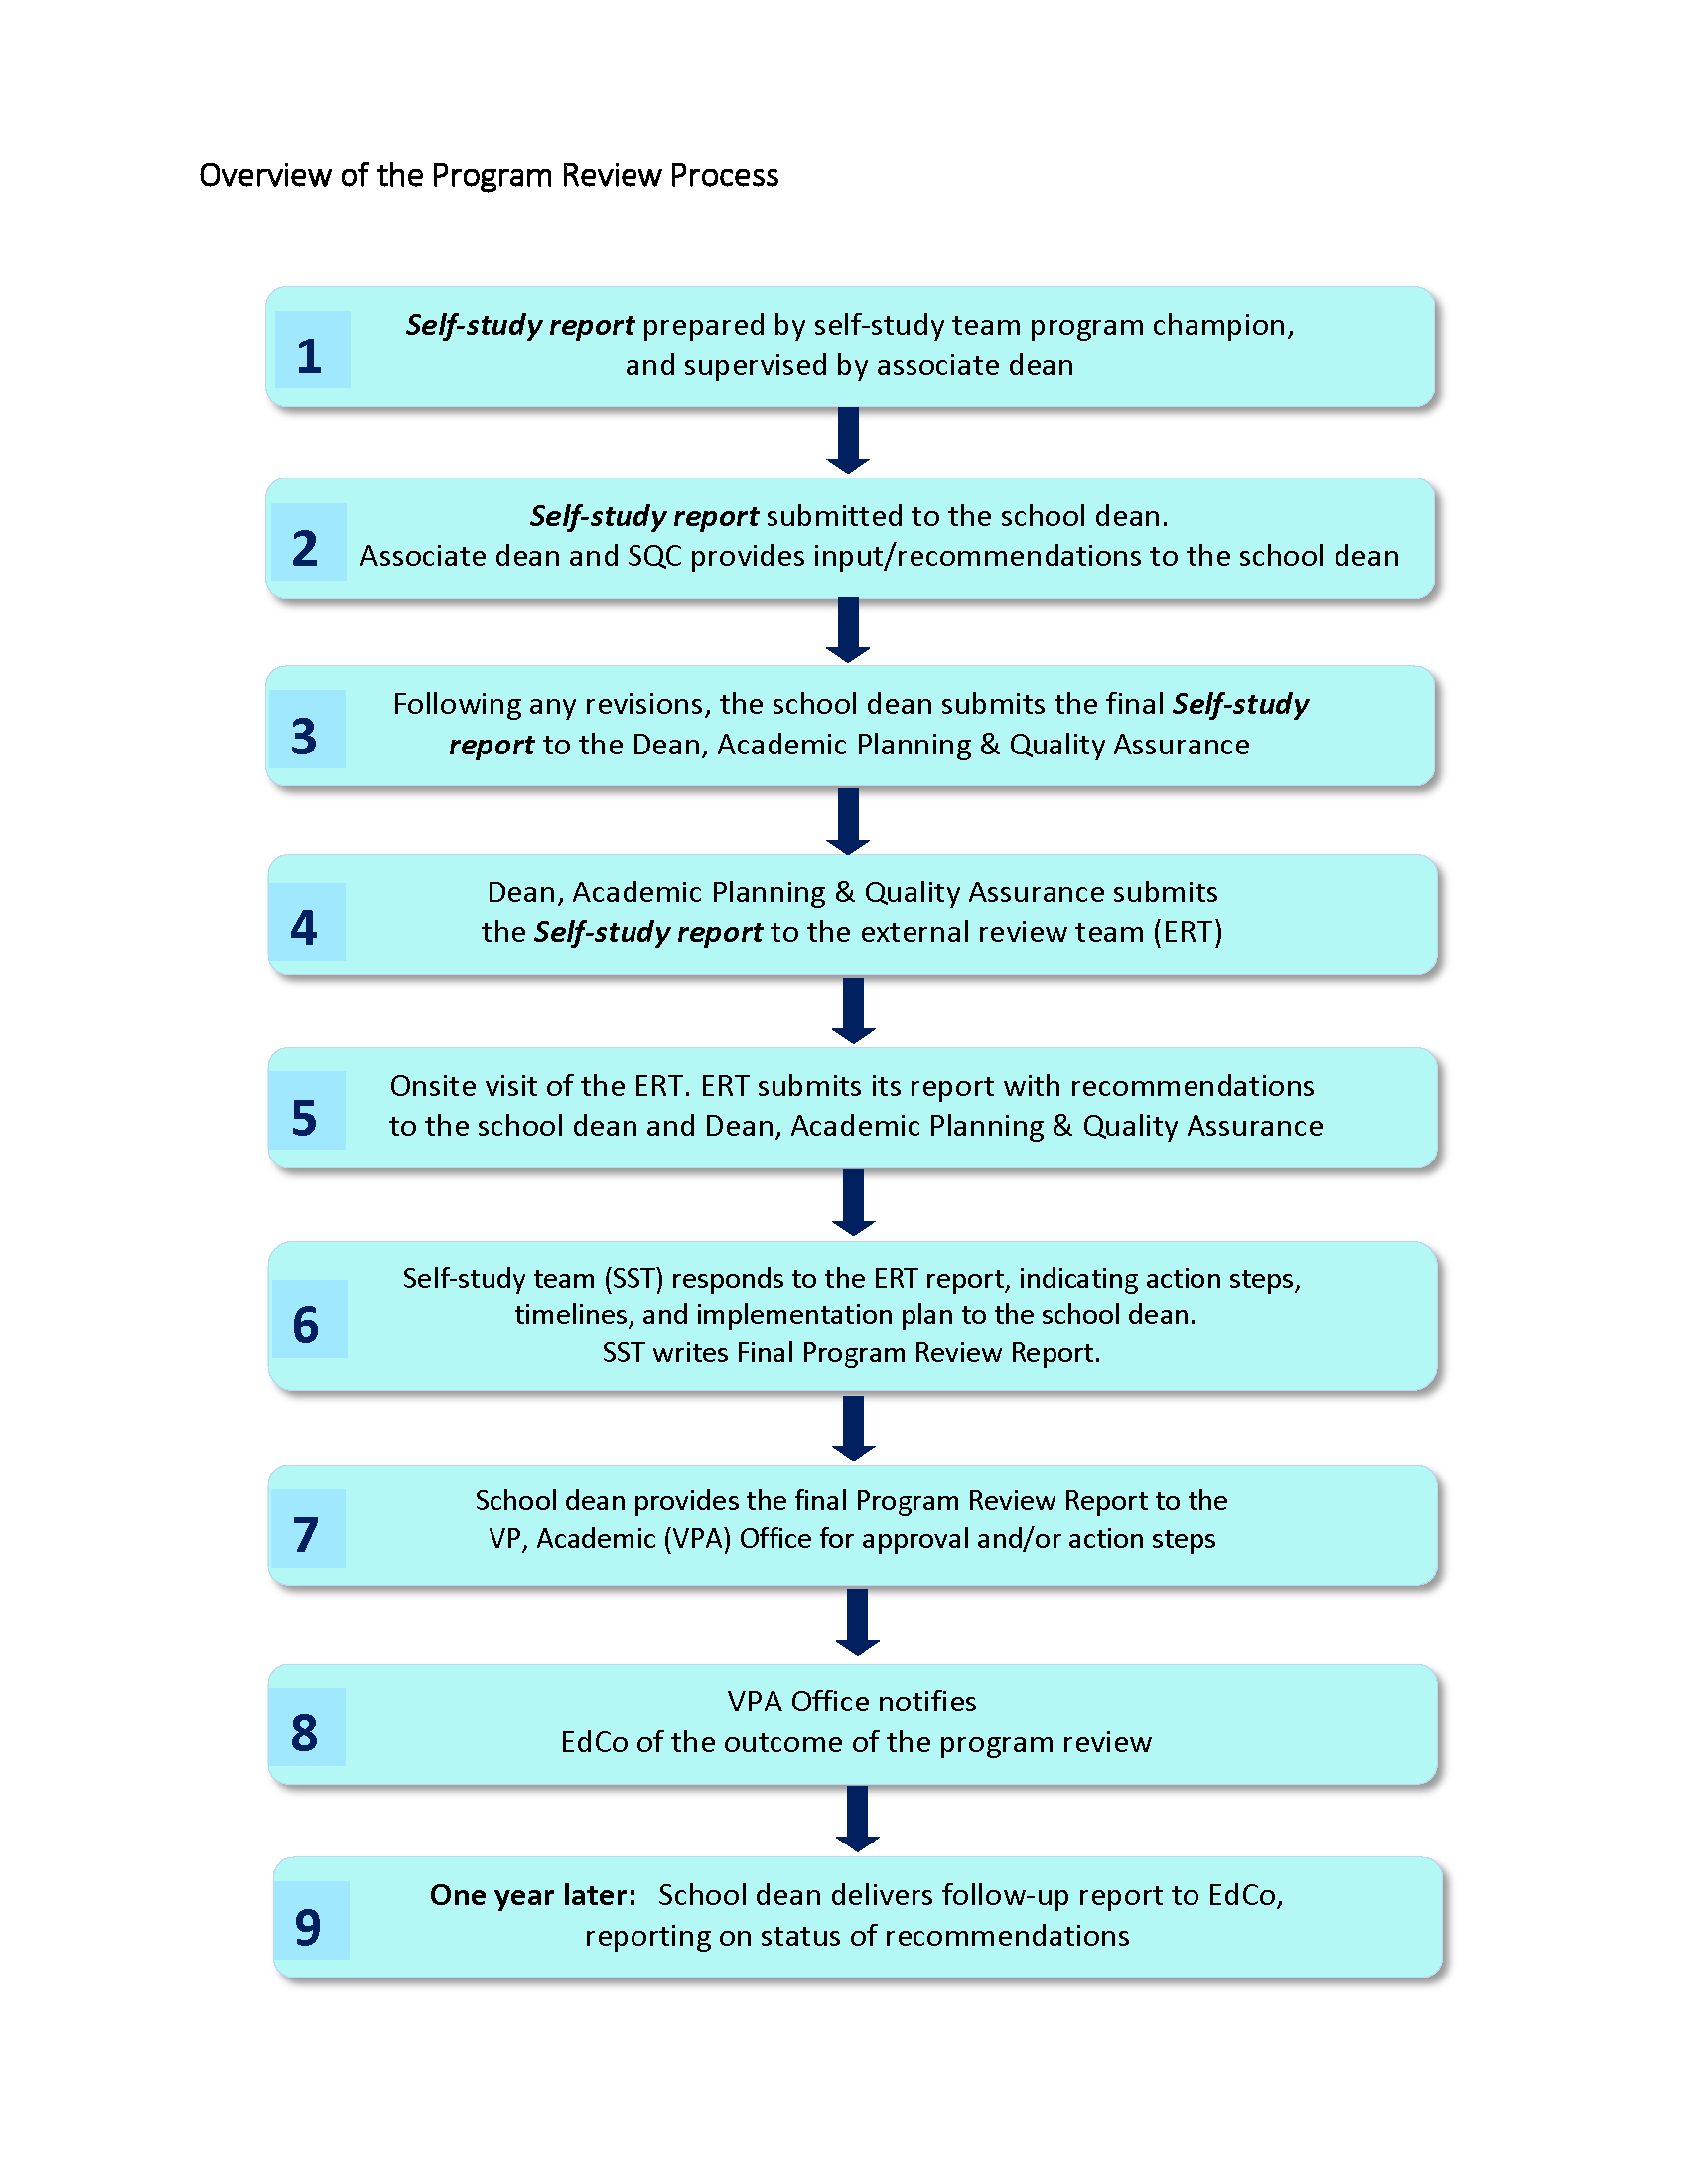 Overview of the Program Review Process
1
Self-study report prepared by self-study team program champion,
and supervised by associate dean
2
Self-study report submitted to the school dean.
Associate dean and SQC provides input/recommendations to the school dean
3
Following any revisions, the school dean submits the final Self-study
report to the Dean, Academic Planning & Quality Assurance
4
Dean, Academic Planning & Quality Assurance submits
the Self-study report to the external review team (ERT)
5
Onsite visit of the ERT. ERT submits its report with recommendations
to the school dean and Dean, Academic Planning & Quality Assurance
6
Self-study team (SST) responds to the ERT report, indicating action steps,
timelines, and implementation plan to the school dean.
SST writes Final Program Review Report.
7
School dean provides the final Program Review Report to the
VP, Academic (VPA) Office for approval and/or action steps
8
VPA Office notifies
EdCo of the outcome of the program review
9
One year later: School dean delivers follow-up report to EdCo,
reporting on status of recommendations